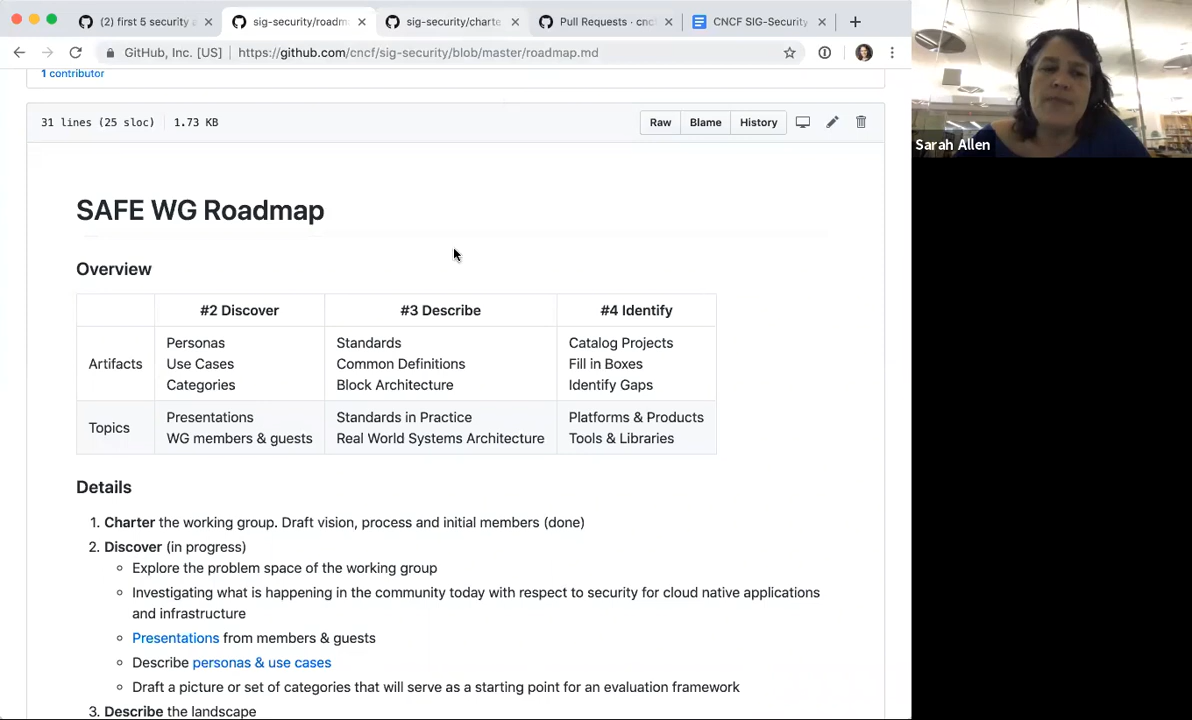 (2) first 5 security a
sig-security/roadm
sig-security/charte
Pull Requests · cnc
CNCF SIG-Security
GitHub, Inc. [US] https://github.com/cncf/sig-security/blob/master/roadmap.md
1 contributor
31 lines (25 sloc) 1.73 KB
Raw Blame History
SAFE WG Roadmap
Overview
#2 Discover #3 Describe #4 Identify
Artifacts
Personas
Use Cases
Categories
Standards
Common Definitions
Block Architecture
Catalog Projects
Fill in Boxes
Identify Gaps
Topics
Presentations
WG members & guests
Standards in Practice
Real World Systems Architecture
Platforms & Products
Tools & Libraries
Details
1. Charter the working group. Draft vision, process and initial members (done)
2. Discover (in progress)
Explore the problem space of the working group
Investigating what is happening in the community today with respect to security for cloud native applications
and infrastructure
Presentations from members & guests
Describe personas & use cases
Draft a picture or set of categories that will serve as a starting point for an evaluation framework
3. Describe the landscape
Sarah Allen